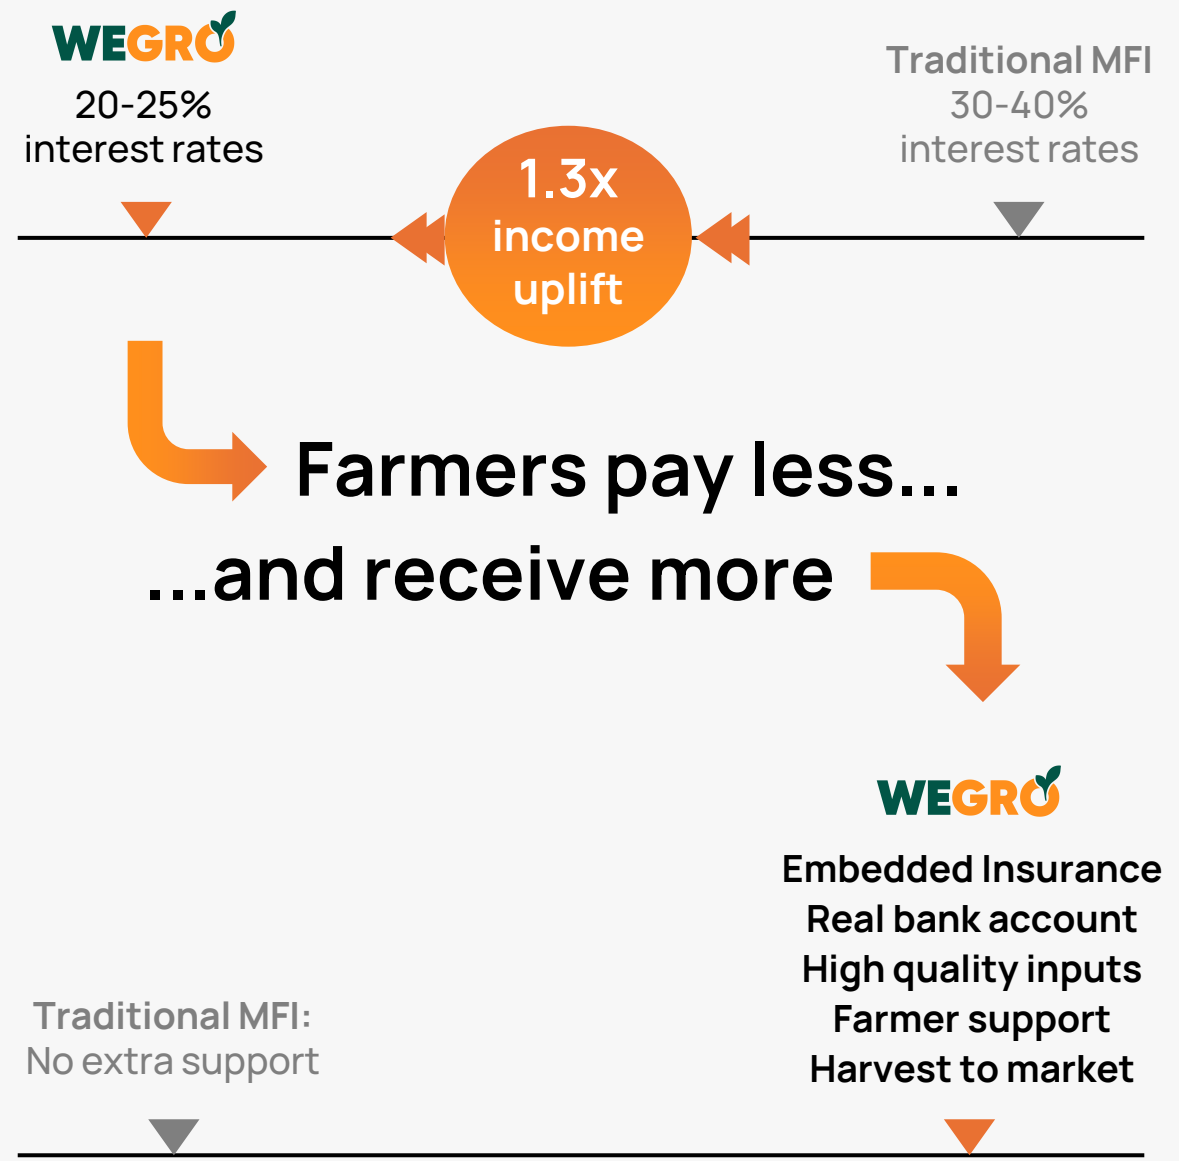 WEGRO
20-25%
interest rates
Traditional MFI
30-40%
interest rates
1.3x
income
uplift
Farmers pay less...
...and receive more
WEGRO
Embedded Insurance
Real bank account
High quality inputs
Farmer support
Harvest to market
Traditional MFI:
No extra support